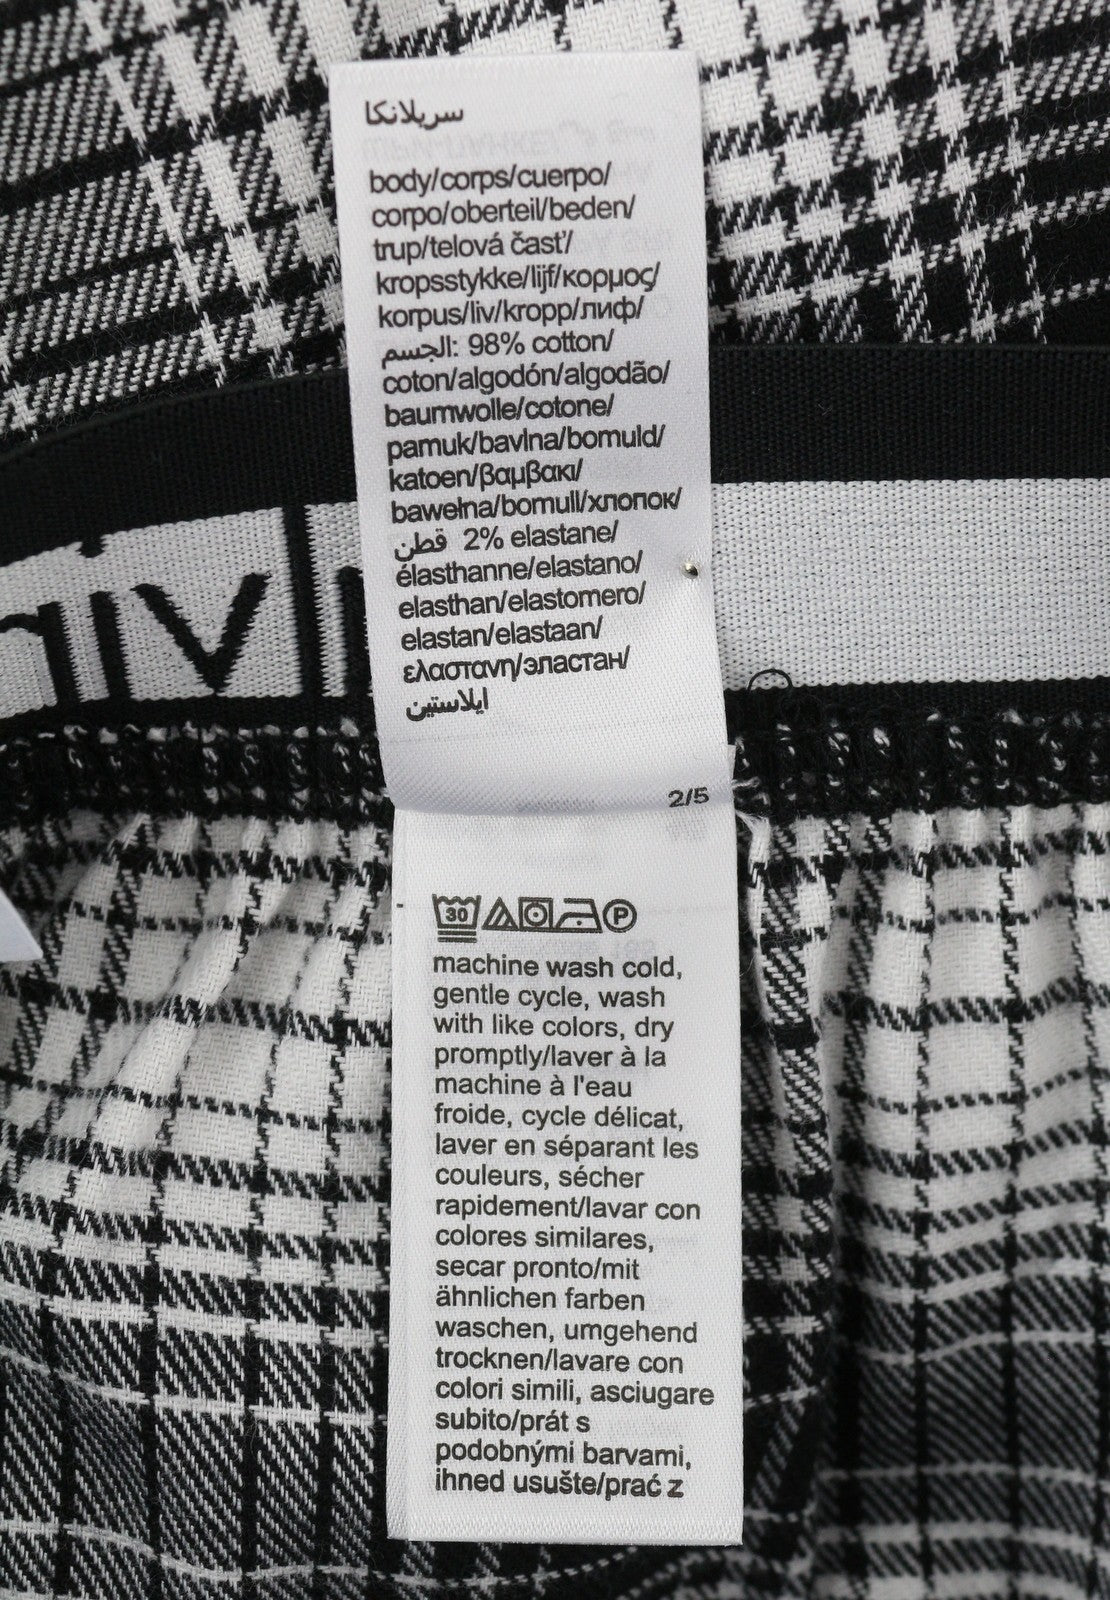 سريلانكا
body/corps/cuerpo/
corpo/oberteil/beden/
trup/telová časť/
kropsstykke/lijf/κορμος/
korpus/liv/kropp/лиф/
الجسم: 98% cotton/
coton/algodón/algodão/
baumwolle/cotone/
pamuk/bavlna/bomuld/
katoen/βαμβακι/
bawełna/bomull/хлопок/
قطن 2% elastane/
élasthanne/elastano/
elasthan/elastomero/
elastan/elastaan/
ελαστανη/эластан/
ايلاستين
2/5
30 P
machine wash cold,
gentle cycle, wash
with like colors, dry
promptly/laver à la
machine à l'eau
froide, cycle délicat,
laver en séparant les
couleurs, sécher
rapidement/lavar con
colores similares,
secar pronto/mit
ähnlichen farben
waschen, umgehend
trocknen/lavare con
colori simili, asciugare
subito/prát s
podobnými barvami,
ihned usušte/prać z